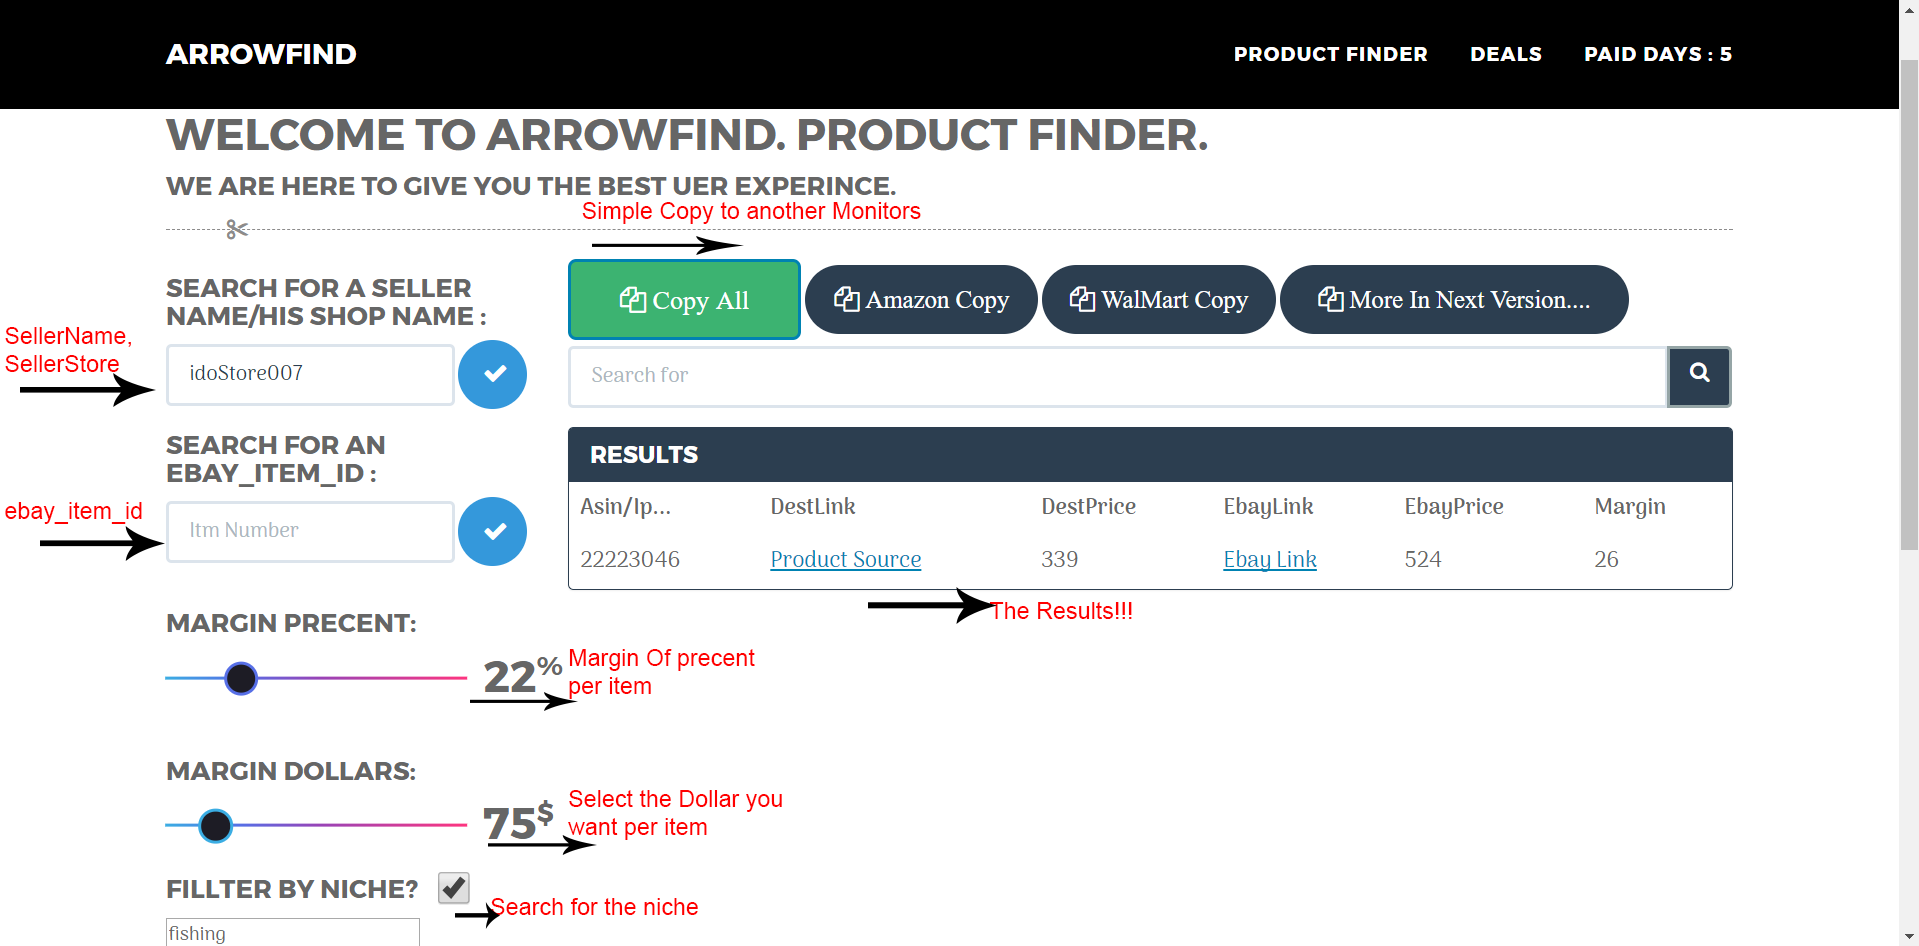 ARROWFIND
PRODUCT FINDER DEALS PAID DAYS : 5
WELCOME TO ARROWFIND. PRODUCT FINDER.
WE ARE HERE TO GIVE YOU THE BEST UER EXPERINCE.
Simple Copy to another Monitors
SEARCH FOR A SELLER
NAME/HIS SHOP NAME :
SellerName,
SellerStore
idoStore007
SEARCH FOR AN
EBAY_ITEM_ID :
ebay_item_id
Itm Number
MARGIN PRECENT:
22%
Margin Of precent
per item
MARGIN DOLLARS:
75$
Select the Dollar you
want per item
FILLTER BY NICHE?
Search for the niche
fishing
Copy All Amazon Copy WalMart Copy More In Next Version....
Search for
RESULTS
Asin/Ip... DestLink DestPrice EbayLink EbayPrice Margin
22223046 Product Source 339 Ebay Link 524 26
The Results!!!